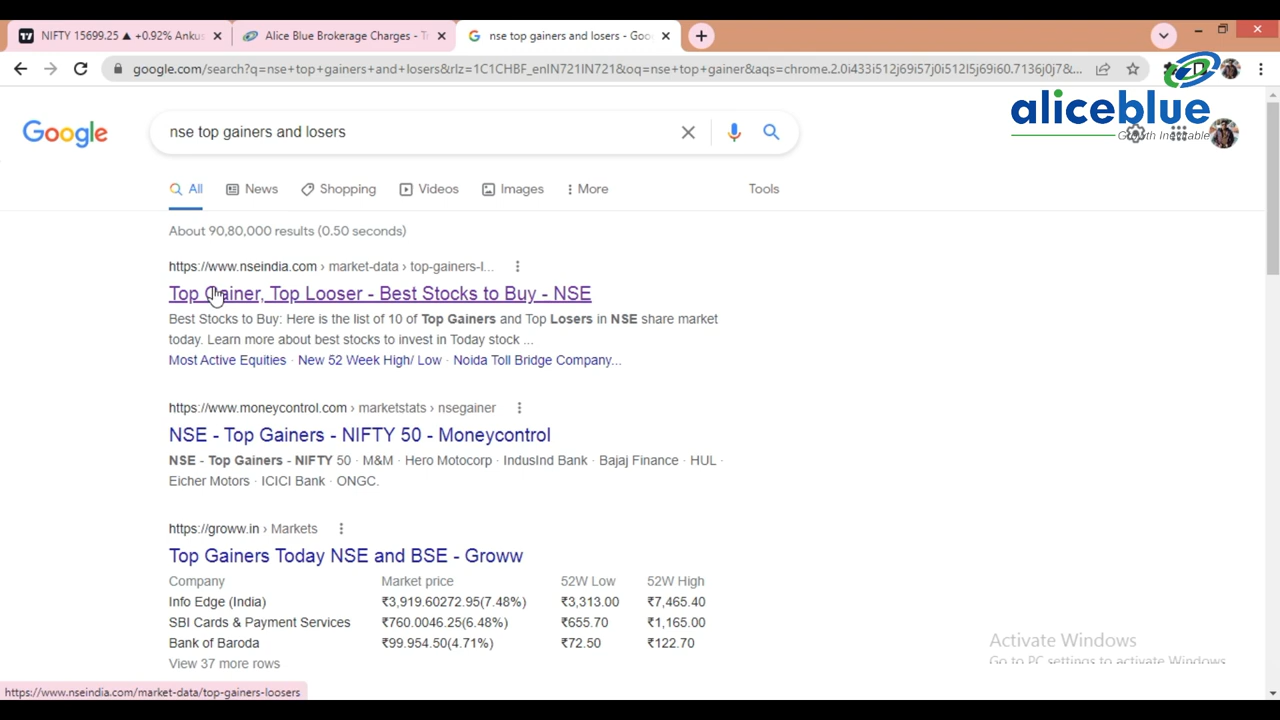 NIFTY 15699.25 ▲ +0.92% Anku
Alice Blue Brokerage Charges - T
nse top gainers and losers - Goo
google.com/search?q=nse+top+gainers+and+losers&rlz=1C1CHBF_enIN721IN721&oq=nse+top+gainer&aqs=chrome.2.0i433i512j69i57j0i512l5j69i60.7136j0j7&...
aliceblue
Growth Inevitable
Google
nse top gainers and losers
All
News
Shopping
Videos
Images
More
Tools
About 90,80,000 results (0.50 seconds)
https://www.nseindia.com › market-data › top-gainers-l...
Top Gainer, Top Looser - Best Stocks to Buy - NSE
Best Stocks to Buy: Here is the list of 10 of Top Gainers and Top Losers in NSE share market
today. Learn more about best stocks to invest in Today stock ...
Most Active Equities · New 52 Week High/ Low · Noida Toll Bridge Company...
https://www.moneycontrol.com › marketstats › nsegainer
NSE - Top Gainers - NIFTY 50 - Moneycontrol
NSE - Top Gainers - NIFTY 50 · M&M · Hero Motocorp · IndusInd Bank · Bajaj Finance · HUL ·
Eicher Motors · ICICI Bank · ONGC.
https://groww.in › Markets
Top Gainers Today NSE and BSE - Groww
Company Market price 52W Low 52W High
Info Edge (India) ₹3,919.60272.95(7.48%) ₹3,313.00 ₹7,465.40
SBI Cards & Payment Services ₹760.0046.25(6.48%) ₹655.70 ₹1,165.00
Bank of Baroda ₹99.954.50(4.71%) ₹72.50 ₹122.70
View 37 more rows
Activate Windows
Go to PC settings to activate Windows.
https://www.nseindia.com/market-data/top-gainers-loosers